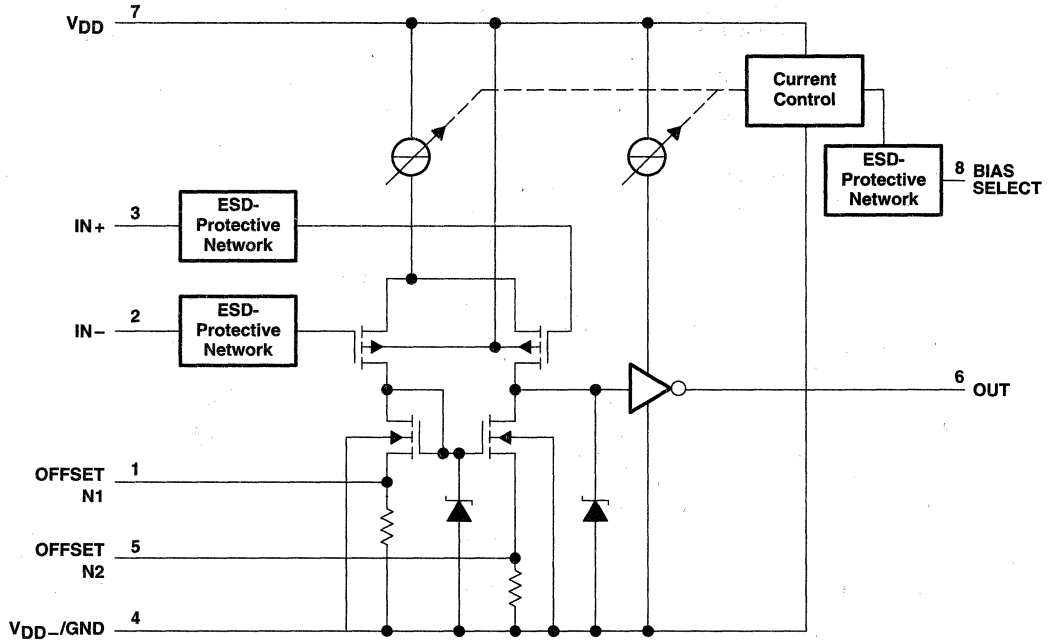 7
VDD
Current
Control
ESD-
Protective
Network
8 BIAS
SELECT
IN+ 3
ESD-
Protective
Network
IN− 2
ESD-
Protective
Network
6 OUT
OFFSET 1
N1
OFFSET 5
N2
VDD−/GND 4